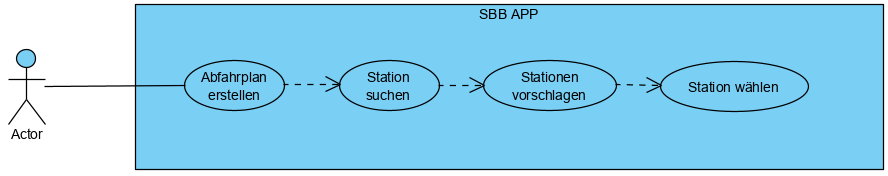 SBB APP
Abfahrplan
erstellen
Station
suchen
Stationen
vorschlagen
Station wählen
Actor